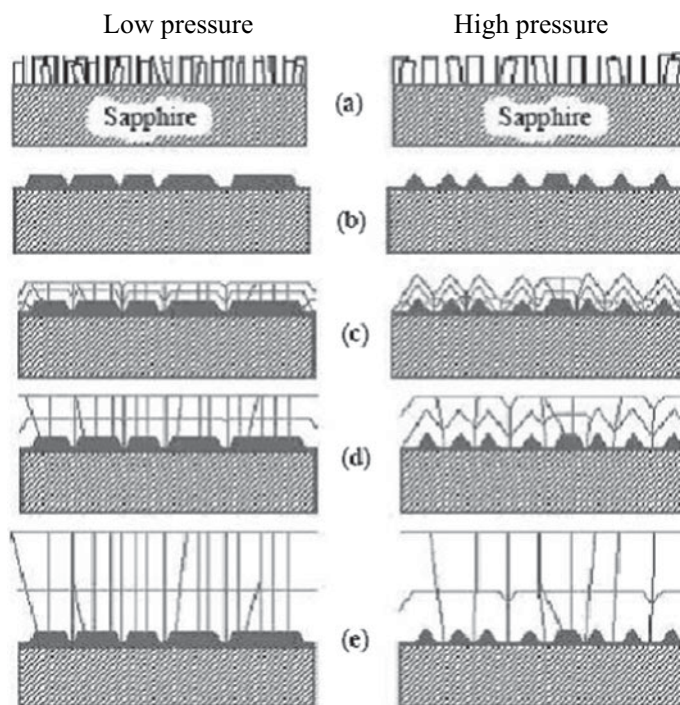 Low pressure High pressure
Sapphire (a) Sapphire
(b)
(c)
(d)
(e)